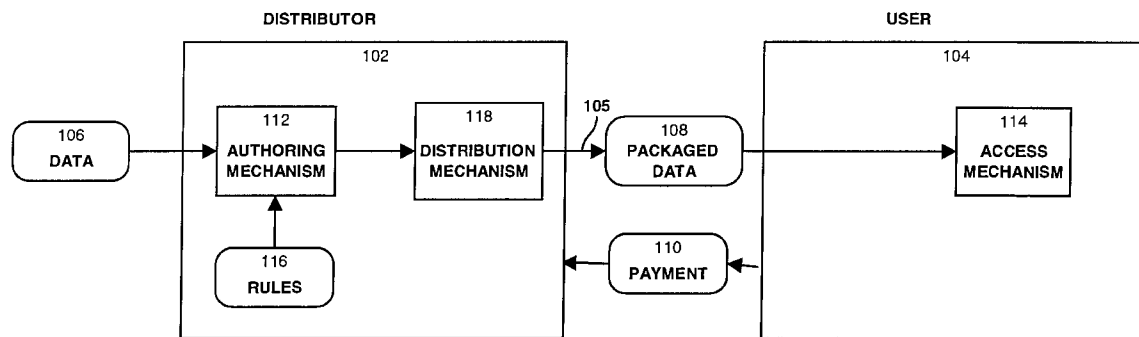 DISTRIBUTOR
USER
102
104
106
DATA
112
AUTHORING
MECHANISM
118
DISTRIBUTION
MECHANISM
105
108
PACKAGED
DATA
114
ACCESS
MECHANISM
116
RULES
110
PAYMENT